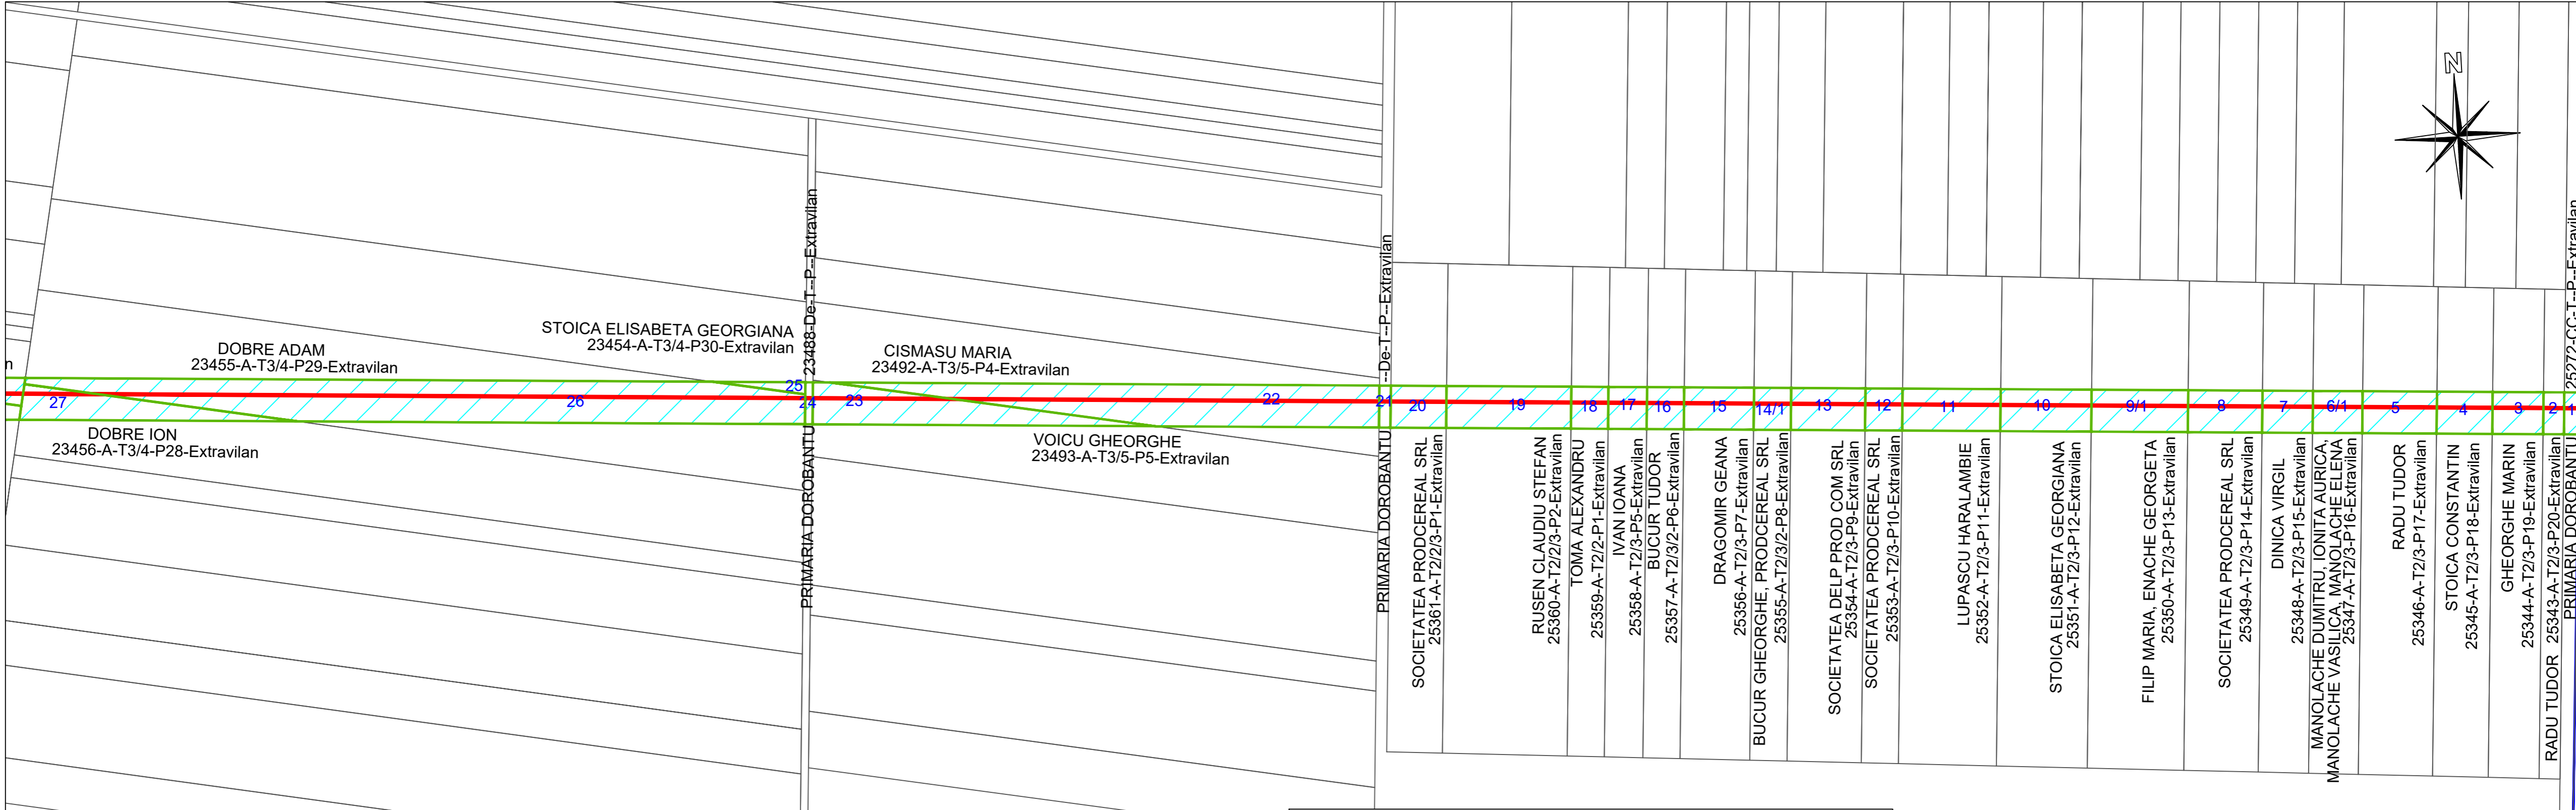 N
n
DOBRE ADAM
23455-A-T3/4-P29-Extravilan
STOICA ELISABETA GEORGIANA
23454-A-T3/4-P30-Extravilan
23488-De-T--P--Extravilan
PRIMARIA DOROBANTU
CISMASU MARIA
23492-A-T3/5-P4-Extravilan
--De-T--P--Extravilan
PRIMARIA DOROBANTU
25272-CC-T--P--Extravilan
PRIMARIA DOROBANTU
27
26
25
24
23
22
21
20
19
18
17
16
15
14/1
13
12
11
10
9/1
8
7
6/1
5
4
3
2
1
DOBRE ION
23456-A-T3/4-P28-Extravilan
VOICU GHEORGHE
23493-A-T3/5-P5-Extravilan
SOCIETATEA PRODCEREAL SRL
25361-A-T2/2/3-P1-Extravilan
RUSEN CLAUDIU STEFAN
25360-A-T2/2/3-P2-Extravilan
TOMA ALEXANDRU
25359-A-T2/2-P1-Extravilan
IVAN IOANA
25358-A-T2/3-P5-Extravilan
BUCUR TUDOR
25357-A-T2/3/2-P6-Extravilan
DRAGOMIR GEANA
25356-A-T2/3-P7-Extravilan
BUCUR GHEORGHE, PRODCEREAL SRL
25355-A-T2/3/2-P8-Extravilan
SOCIETATEA DELP PROD COM SRL
25354-A-T2/3-P9-Extravilan
SOCIETATEA PRODCEREAL SRL
25353-A-T2/3-P10-Extravilan
LUPASCU HARALAMBIE
25352-A-T2/3-P11-Extravilan
STOICA ELISABETA GEORGIANA
25351-A-T2/3-P12-Extravilan
FILIP MARIA, ENACHE GEORGETA
25350-A-T2/3-P13-Extravilan
SOCIETATEA PRODCEREAL SRL
25349-A-T2/3-P14-Extravilan
DINICA VIRGIL
25348-A-T2/3-P15-Extravilan
MANOLACHE DUMITRU, IONITA AURICA,
MANOLACHE VASILICA, MANOLACHE ELENA
25347-A-T2/3-P16-Extravilan
RADU TUDOR
25346-A-T2/3-P17-Extravilan
STOICA CONSTANTIN
25345-A-T2/3-P18-Extravilan
GHEORGHE MARIN
25344-A-T2/3-P19-Extravilan
RADU TUDOR 25343-A-T2/3-P20-Extravilan